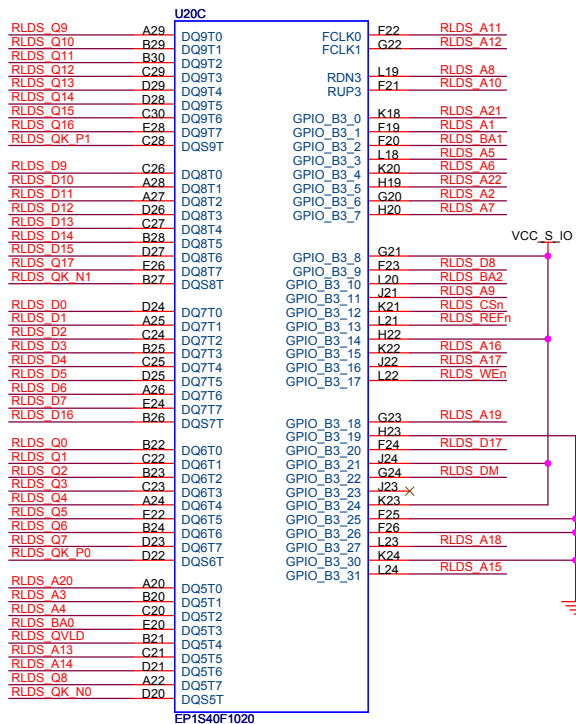 U20C
RLDS_Q9 A29 DQ9T0
RLDS_Q10 B29 DQ9T1
RLDS_Q11 B30 DQ9T2
RLDS_Q12 C29 DQ9T3
RLDS_Q13 D29 DQ9T4
RLDS_Q14 D28 DQ9T5
RLDS_Q15 C30 DQ9T6
RLDS_Q16 E28 DQ9T7
RLDS_QK_P1 C28 DQS9T
RLDS_D9 C26 DQ8T0
RLDS_D10 A28 DQ8T1
RLDS_D11 A27 DQ8T2
RLDS_D12 D26 DQ8T3
RLDS_D13 C27 DQ8T4
RLDS_D14 B28 DQ8T5
RLDS_D15 D27 DQ8T6
RLDS_Q17 E26 DQ8T7
RLDS_QK_N1 B27 DQS8T
RLDS_D0 D24 DQ7T0
RLDS_D1 A25 DQ7T1
RLDS_D2 C24 DQ7T2
RLDS_D3 B25 DQ7T3
RLDS_D4 C25 DQ7T4
RLDS_D5 D25 DQ7T5
RLDS_D6 A26 DQ7T6
RLDS_D7 E24 DQ7T7
RLDS_D16 B26 DQS7T
RLDS_Q0 B22 DQ6T0
RLDS_Q1 C22 DQ6T1
RLDS_Q2 B23 DQ6T2
RLDS_Q3 C23 DQ6T3
RLDS_Q4 A24 DQ6T4
RLDS_Q5 E22 DQ6T5
RLDS_Q6 B24 DQ6T6
RLDS_Q7 D23 DQ6T7
RLDS_QK_P0 D22 DQS6T
RLDS_A20 A20 DQ5T0
RLDS_A3 B20 DQ5T1
RLDS_A4 C20 DQ5T2
RLDS_BA0 E20 DQ5T3
RLDS_QVLD B21 DQ5T4
RLDS_A13 C21 DQ5T5
RLDS_A14 D21 DQ5T6
RLDS_Q8 A22 DQ5T7
RLDS_QK_N0 D20 DQS5T
FCLK0 F22 RLDS_A11
FCLK1 G22 RLDS_A12
RDN3 L19 RLDS_A8
RUP3 F21 RLDS_A10
GPIO_B3_0 K18 RLDS_A21
GPIO_B3_1 F19 RLDS_A1
GPIO_B3_2 F20 RLDS_BA1
GPIO_B3_3 L18 RLDS_A5
GPIO_B3_4 K20 RLDS_A6
GPIO_B3_5 H19 RLDS_A22
GPIO_B3_6 G20 RLDS_A2
GPIO_B3_7 H20 RLDS_A7
VCC_S_IO
GPIO_B3_8 G21
GPIO_B3_9 F23 RLDS_D8
GPIO_B3_10 L20 RLDS_BA2
GPIO_B3_11 J21 RLDS_A9
GPIO_B3_12 K21 RLDS_CSn
GPIO_B3_13 L21 RLDS_REFn
GPIO_B3_14 H22
GPIO_B3_15 K22 RLDS_A16
GPIO_B3_16 J22 RLDS_A17
GPIO_B3_17 L22 RLDS_WEn
GPIO_B3_18 G23 RLDS_A19
GPIO_B3_19 H23
GPIO_B3_20 F24 RLDS_D17
GPIO_B3_21 J24
GPIO_B3_22 G24 RLDS_DM
GPIO_B3_23 J23
GPIO_B3_24 K23
GPIO_B3_25 F25
GPIO_B3_26 F26
GPIO_B3_27 L23 RLDS_A18
GPIO_B3_30 K24
GPIO_B3_31 L24 RLDS_A15
EP1S40F1020